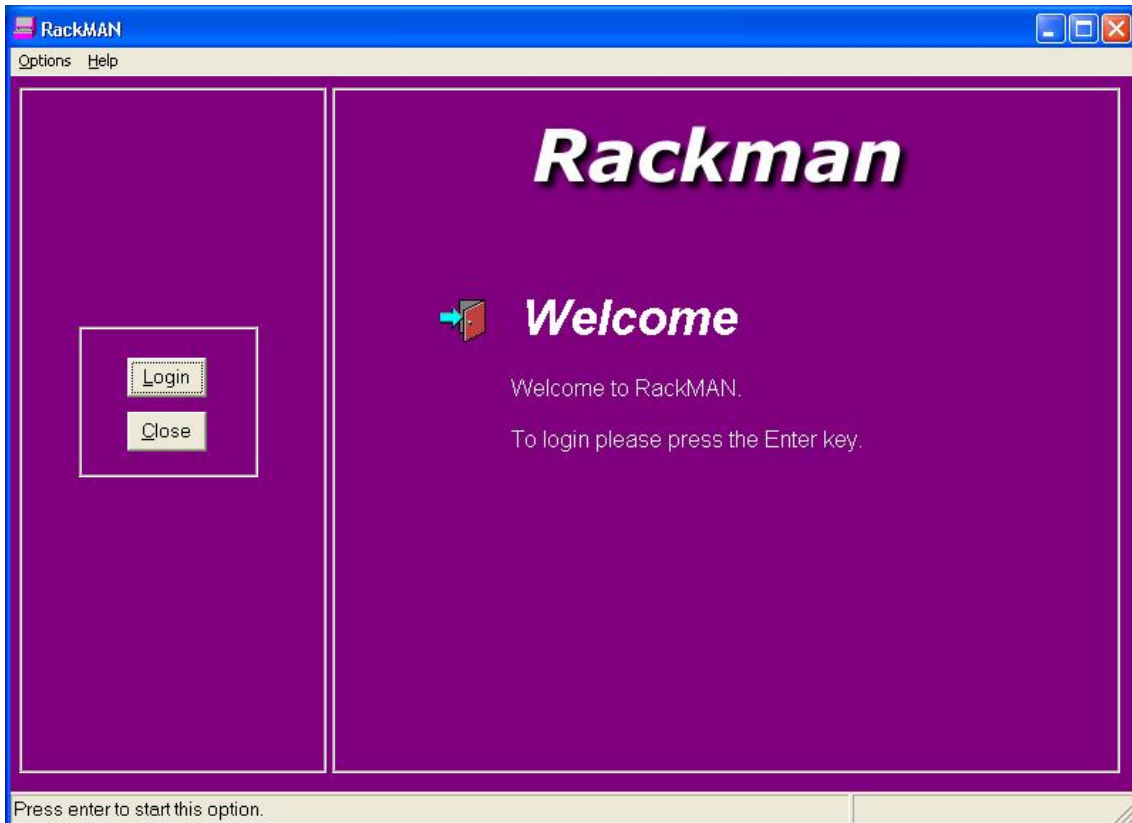 RackMAN
Options Help
Rackman
Welcome
Login
Welcome to RackMAN.
Close
To login please press the Enter key.
Press enter to start this option.